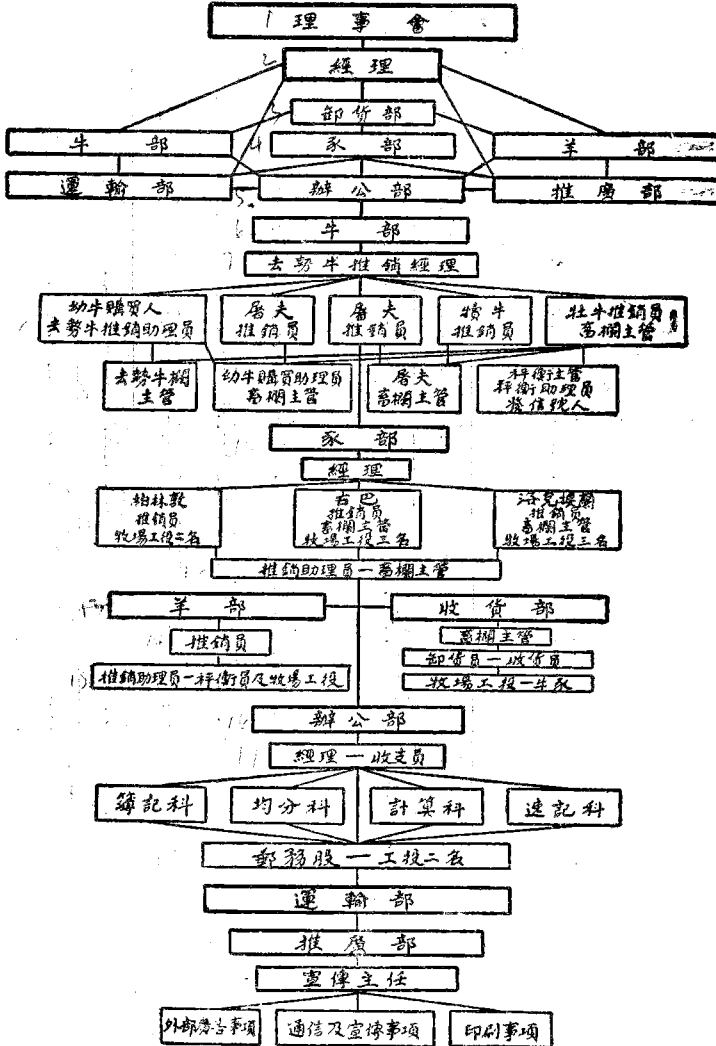 理事會
經理
卸貨部
牛部
豕部
羊部
運輸部
辦公部
推廣部
牛部
去勢牛推銷經理
幼牛購買人
去勢牛推銷助理員
屠夫
推銷員
屠夫
推銷員
犢牛
推銷員
牡牛推銷員
畜欄主管
去勢牛欄
主管
幼牛購買助理員
畜欄主管
屠夫
畜欄主管
秤衡主管
秤衡助理員
發信號人
豕部
經理
柏林敦
推銷員
牧場工役二名
右巴
推銷員
畜欄主管
牧場工役三名
洛克埃蘭
推銷員
畜欄主管
牧場工役三名
推銷助理員一畜欄主管
羊部
收貨部
推銷員
畜欄主管
卸貨員一收貨員
推銷助理員一秤衡員及牧場工役
牧場工役一牛豕
辦公部
經理一收支員
簿記科
均分科
計算科
速記科
郵務股一工役二名
運輸部
推廣部
宣傳主任
外部廣告事項
通信及宣傳事項
印刷事項